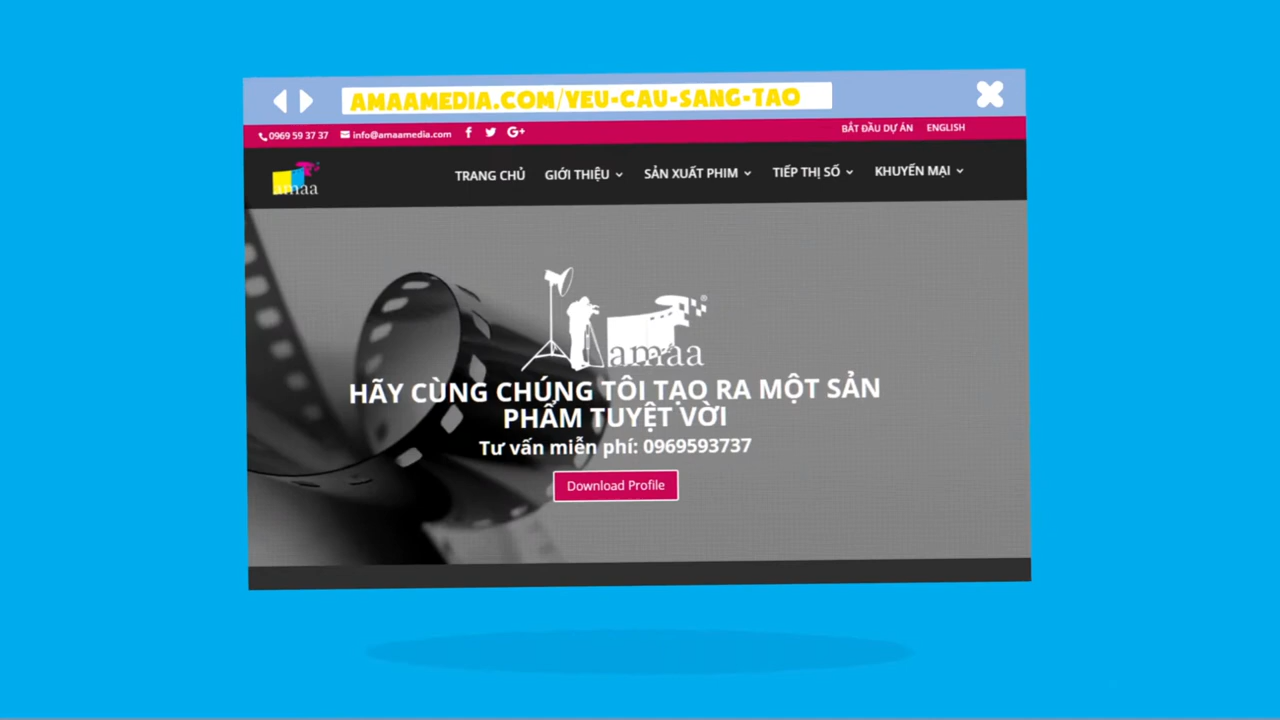 AMAAMEDIA.COM/YEU-CAU-SANG-TAO
0969 59 37 37 info@amaamedia.com BẮT ĐẦU DỰ ÁN ENGLISH
amaa TRANG CHỦ GIỚI THIỆU SẢN XUẤT PHIM TIẾP THỊ SỐ KHUYẾN MẠI
amaa
HÃY CÙNG CHÚNG TÔI TẠO RA MỘT SẢN
PHẨM TUYỆT VỜI
Tư vấn miễn phí: 0969593737
Download Profile